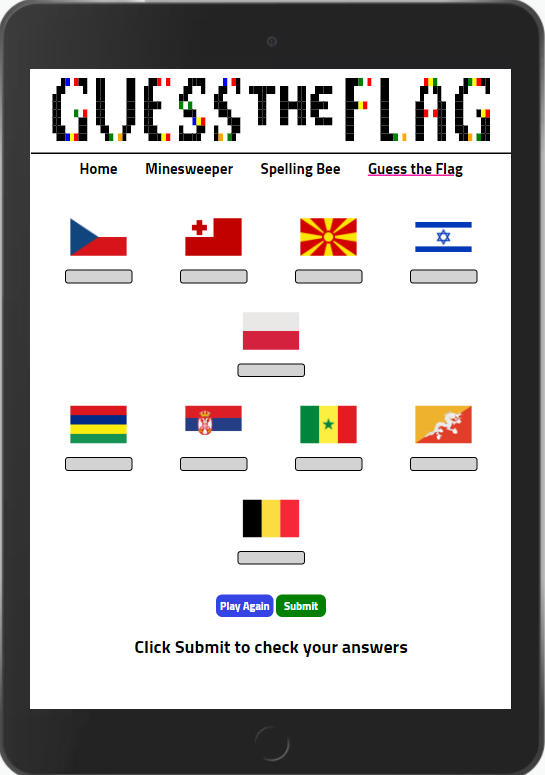 GUESS THE FLAG
Home Minesweeper Spelling Bee Guess the Flag
Play Again Submit
Click Submit to check your answers